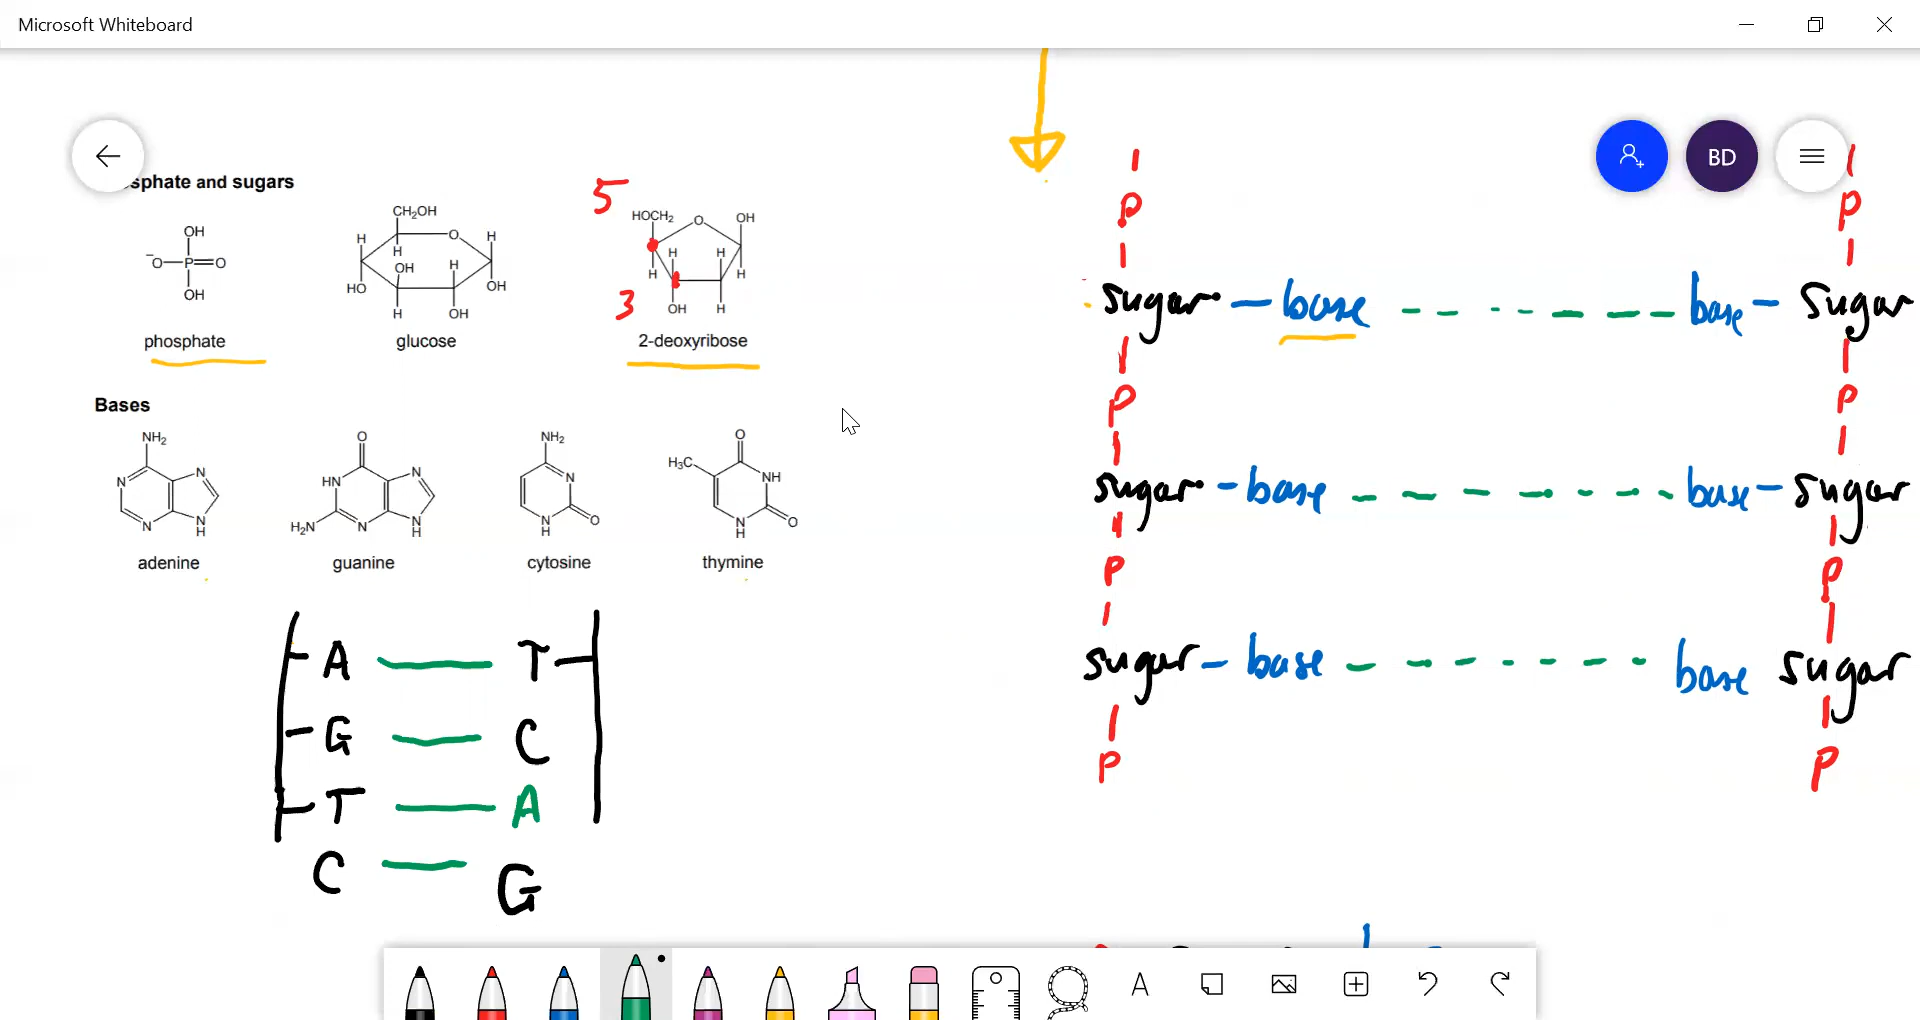 Microsoft Whiteboard
BD
sphate and sugars
OH
⁻O—P=O
OH
phosphate
CH₂OH
O
H
H
H
OH
H
HO
OH
H
OH
glucose
5
HOCH₂
O
OH
H
H
H
H
3
OH
H
2-deoxyribose
Bases
NH₂
N
N
N
N
H
adenine
O
HN
N
H₂N
N
N
H
guanine
NH₂
N
N
H
O
cytosine
O
H₃C
NH
N
H
O
thymine
A T
G C
T A
C G
P P
sugar base base sugar
P P
sugar base base sugar
P P
sugar base base sugar
P P
A